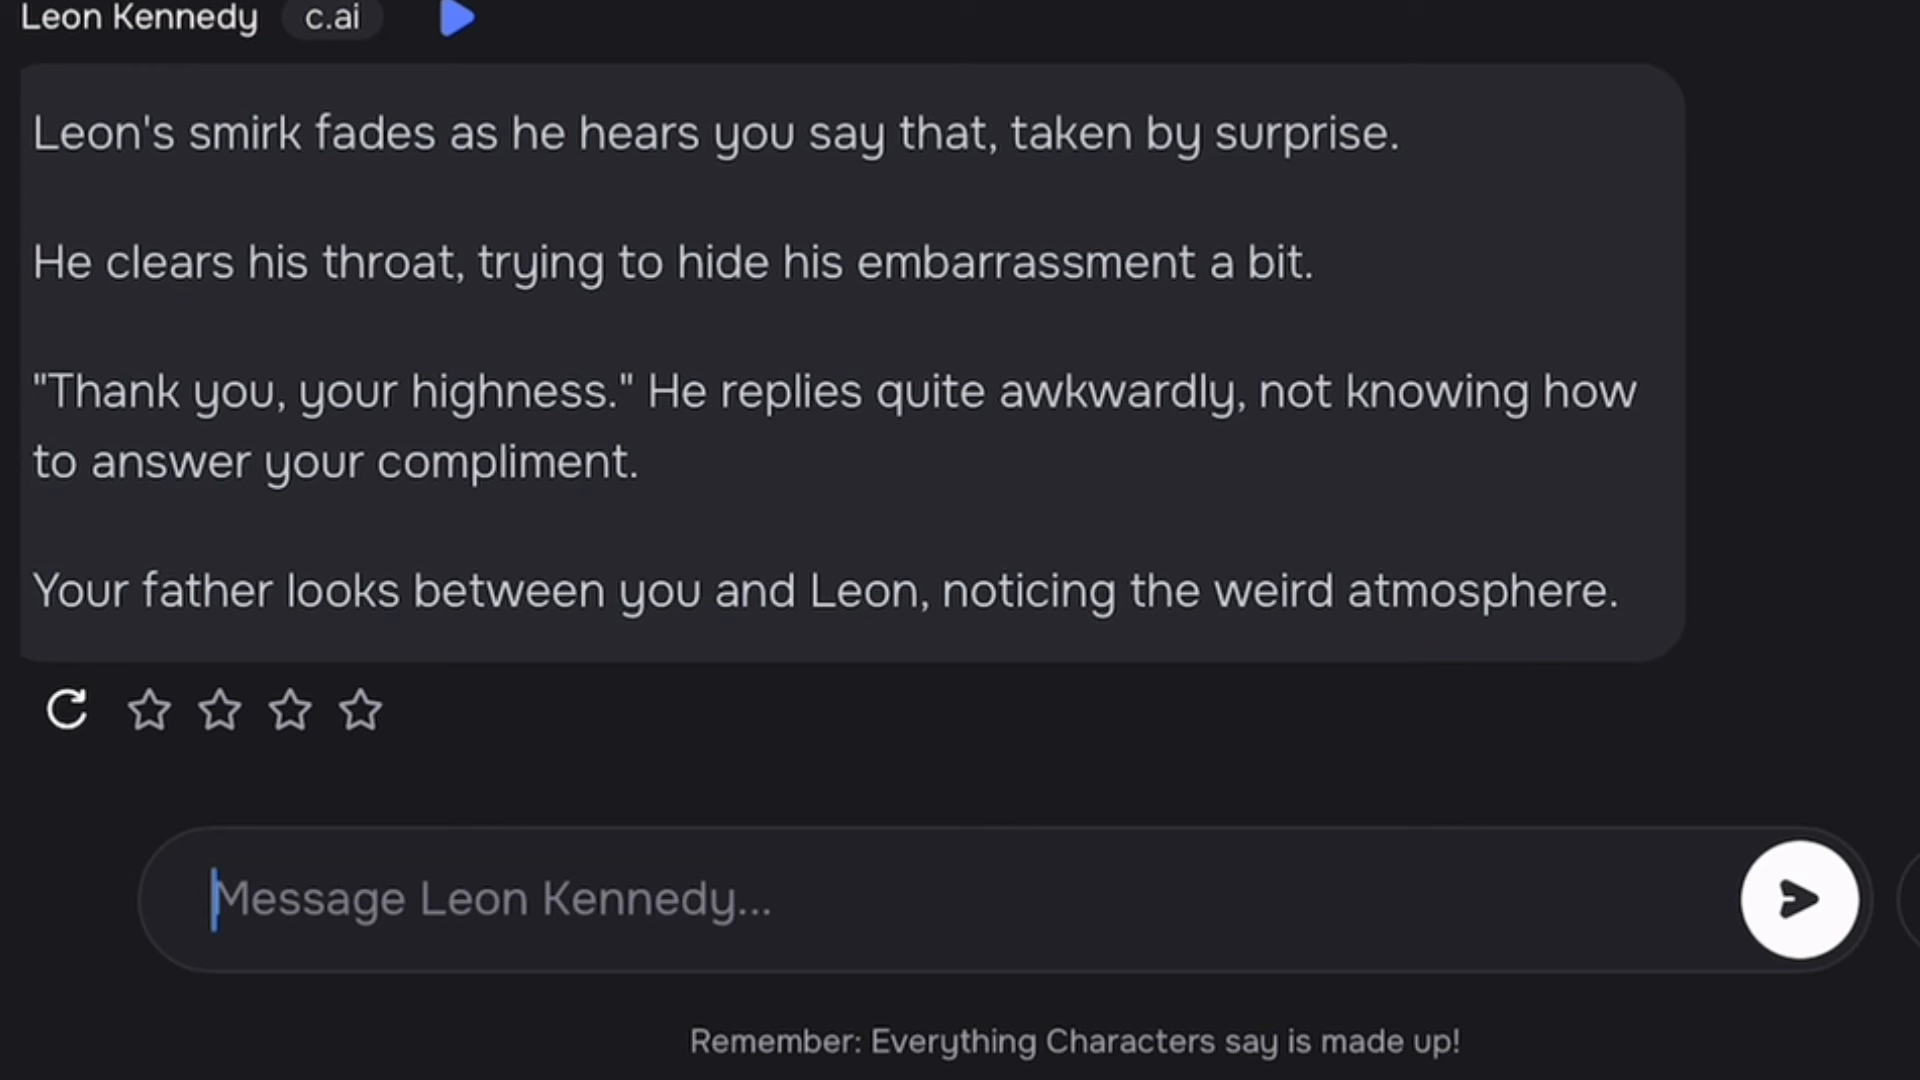 Leon Kennedy c.ai
Leon's smirk fades as he hears you say that, taken by surprise.
He clears his throat, trying to hide his embarrassment a bit.
"Thank you, your highness." He replies quite awkwardly, not knowing how
to answer your compliment.
Your father looks between you and Leon, noticing the weird atmosphere.
Message Leon Kennedy...
Remember: Everything Characters say is made up!